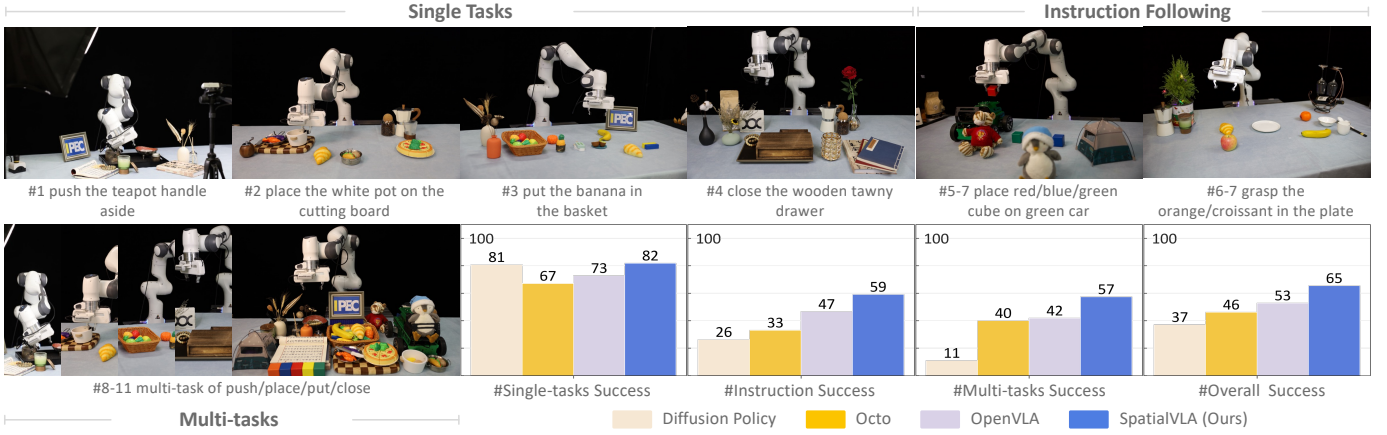 Single Tasks
Instruction Following
IPEC
IPEC
#1 push the teapot handle
aside
#2 place the white pot on the
cutting board
#3 put the banana in
the basket
#4 close the wooden tawny
drawer
#5-7 place red/blue/green
cube on green car
#6-7 grasp the
orange/croissant in the plate
IPEC
#8-11 multi-task of push/place/put/close
Multi-tasks
100
81
67
73
82
#Single-tasks Success
100
26
33
47
59
#Instruction Success
100
11
40
42
57
#Multi-tasks Success
100
37
46
53
65
#Overall Success
Diffusion Policy
Octo
OpenVLA
SpatialVLA (Ours)